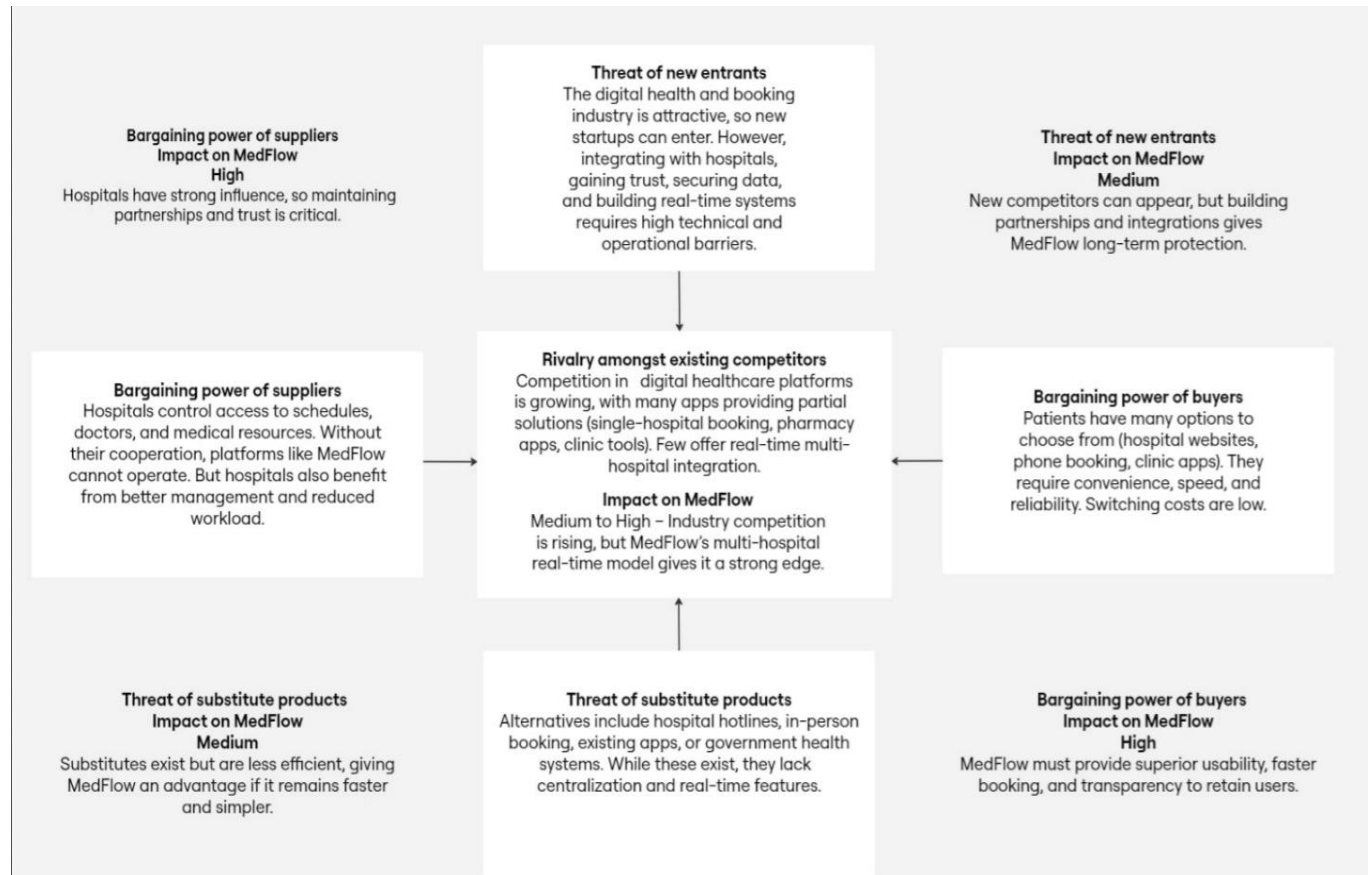 Threat of new entrants
The digital health and booking
industry is attractive, so new
startups can enter. However,
integrating with hospitals,
gaining trust, securing data,
and building real-time systems
requires high technical and
operational barriers.
Bargaining power of suppliers
Impact on MedFlow
High
Hospitals have strong influence, so maintaining
partnerships and trust is critical.
Threat of new entrants
Impact on MedFlow
Medium
New competitors can appear, but building
partnerships and integrations gives
MedFlow long-term protection.
Bargaining power of suppliers
Hospitals control access to schedules,
doctors, and medical resources. Without
their cooperation, platforms like MedFlow
cannot operate. But hospitals also benefit
from better management and reduced
workload.
Rivalry amongst existing competitors
Competition in digital healthcare platforms
is growing, with many apps providing partial
solutions (single-hospital booking, pharmacy
apps, clinic tools). Few offer real-time multi-
hospital integration.
Impact on MedFlow
Medium to High – Industry competition
is rising, but MedFlow's multi-hospital
real-time model gives it a strong edge.
Bargaining power of buyers
Patients have many options to
choose from (hospital websites,
phone booking, clinic apps). They
require convenience, speed, and
reliability. Switching costs are low.
Threat of substitute products
Impact on MedFlow
Medium
Substitutes exist but are less efficient, giving
MedFlow an advantage if it remains faster
and simpler.
Threat of substitute products
Alternatives include hospital hotlines, in-person
booking, existing apps, or government health
systems. While these exist, they lack
centralization and real-time features.
Bargaining power of buyers
Impact on MedFlow
High
MedFlow must provide superior usability, faster
booking, and transparency to retain users.